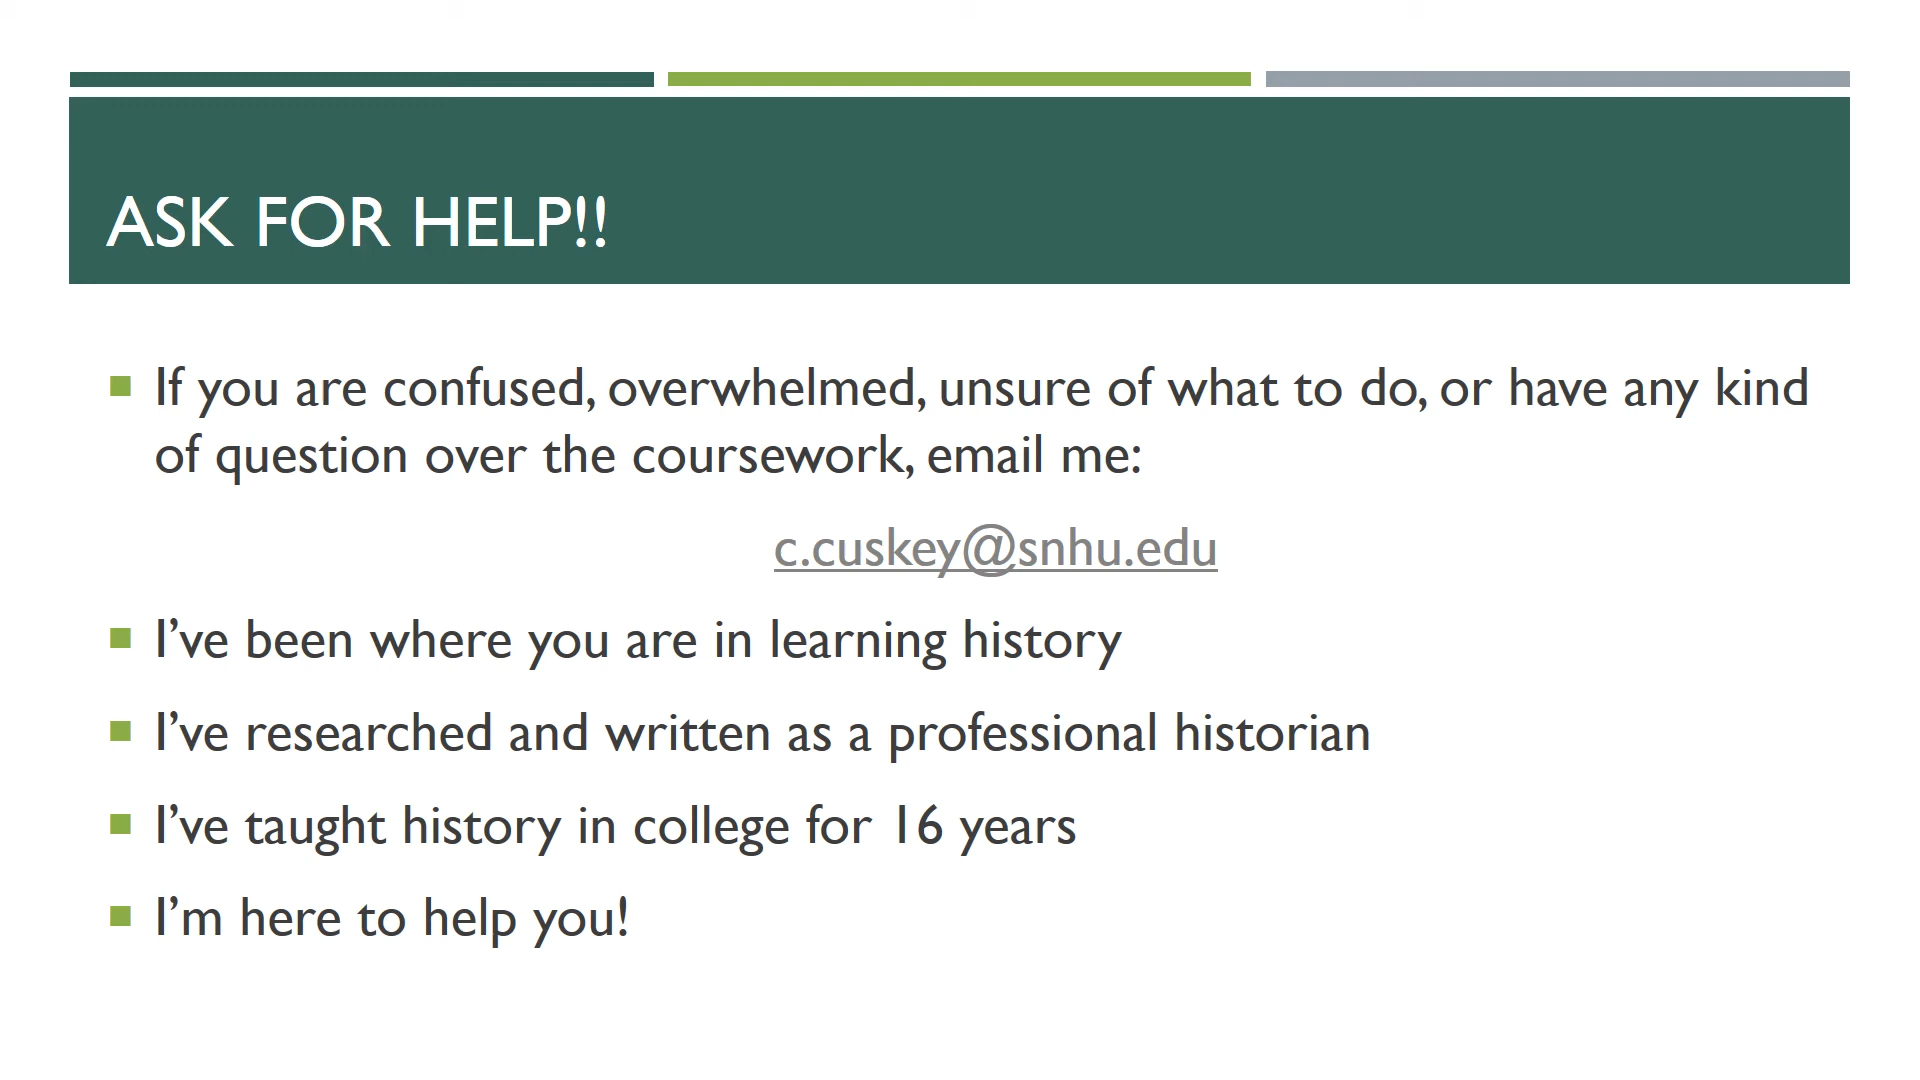 ASK FOR HELP!!
If you are confused, overwhelmed, unsure of what to do, or have any kind
of question over the coursework, email me:
c.cuskey@snhu.edu
I’ve been where you are in learning history
I’ve researched and written as a professional historian
I’ve taught history in college for 16 years
I’m here to help you!